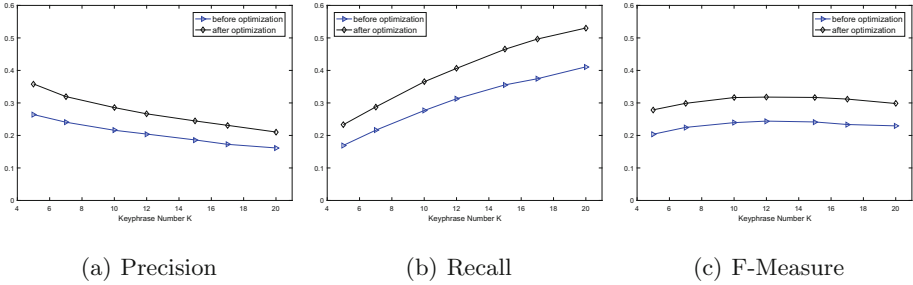 0.6
0.5
0.4
0.3
0.2
0.1
0
4 6 8 10 12 14 16 18 20
Keyphrase Number K
before optimization
after optimization
(a) Precision
0.6
0.5
0.4
0.3
0.2
0.1
0
4 6 8 10 12 14 16 18 20
Keyphrase Number K
before optimization
after optimization
(b) Recall
0.6
0.5
0.4
0.3
0.2
0.1
0
4 6 8 10 12 14 16 18 20
Keyphrase Number K
before optimization
after optimization
(c) F-Measure